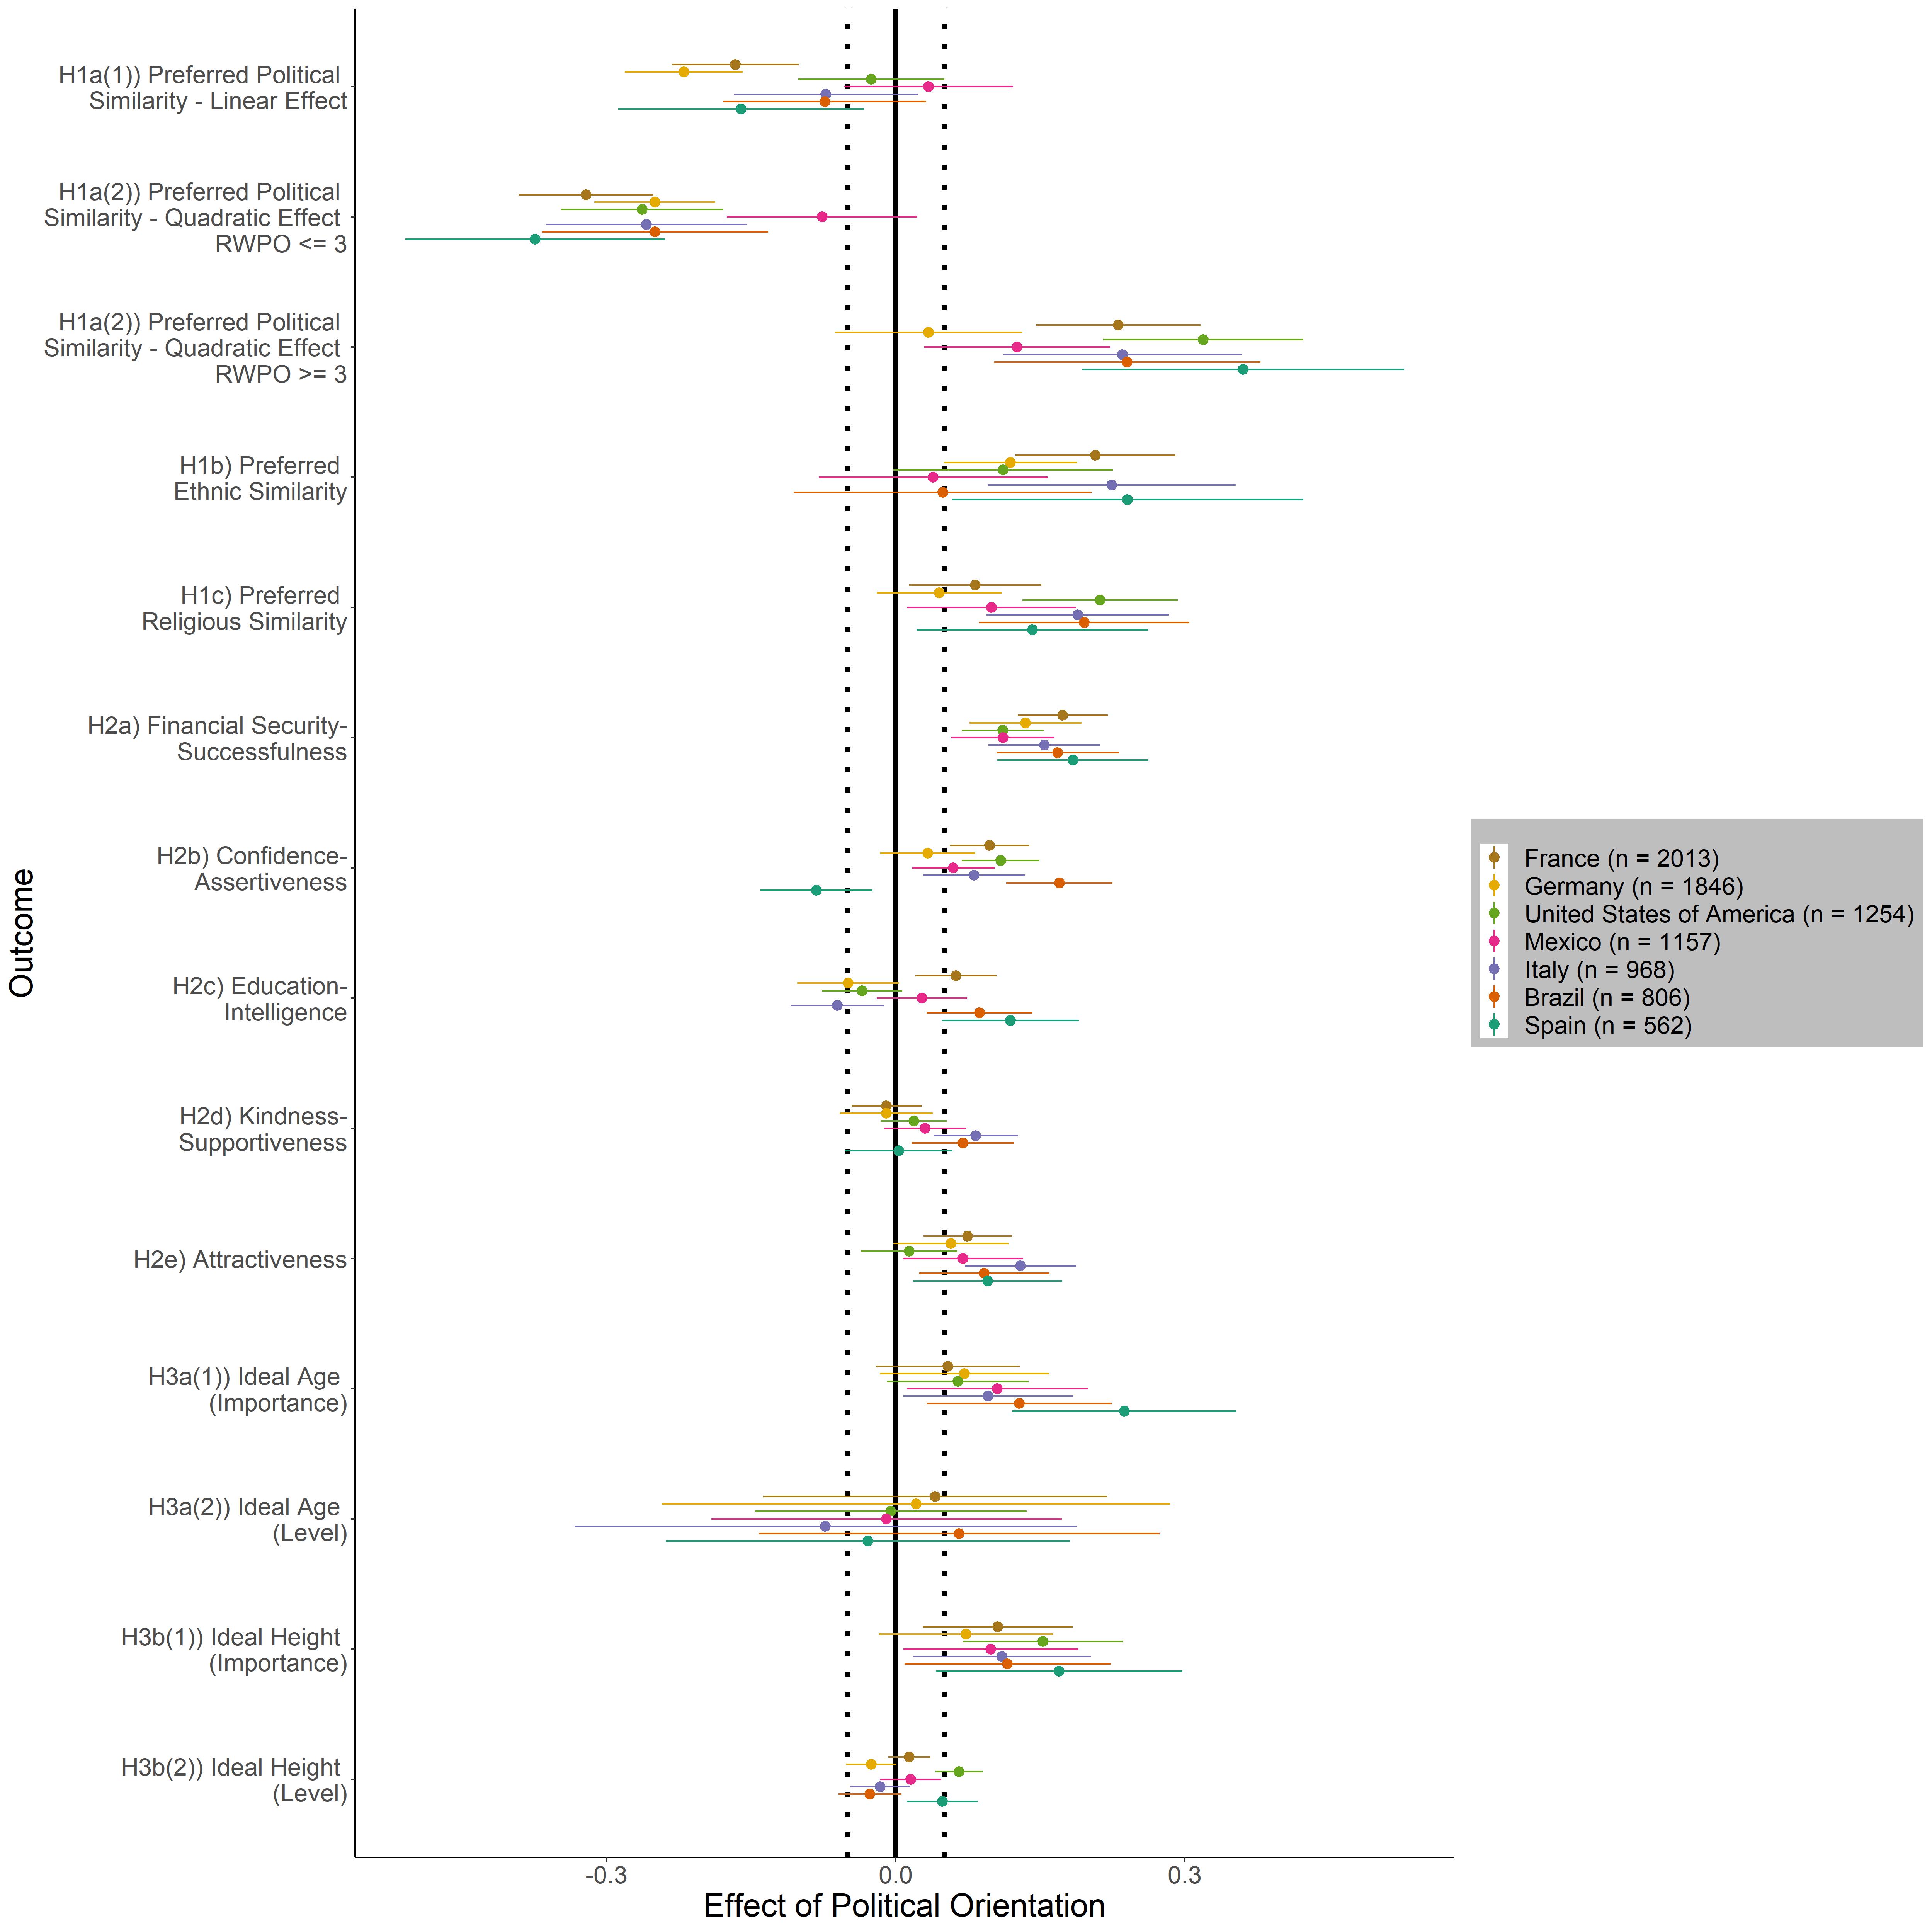 H1a(1)) Preferred Political
Similarity - Linear Effect
H1a(2)) Preferred Political
Similarity - Quadratic Effect
RWPO <= 3
H1a(2)) Preferred Political
Similarity - Quadratic Effect
RWPO >= 3
H1b) Preferred
Ethnic Similarity
H1c) Preferred
Religious Similarity
H2a) Financial Security-
Successfulness
H2b) Confidence-
Assertiveness
H2c) Education-
Intelligence
H2d) Kindness-
Supportiveness
H2e) Attractiveness
H3a(1)) Ideal Age
(Importance)
H3a(2)) Ideal Age
(Level)
H3b(1)) Ideal Height
(Importance)
H3b(2)) Ideal Height
(Level)
Outcome
-0.3
0.0
0.3
Effect of Political Orientation
France (n = 2013)
Germany (n = 1846)
United States of America (n = 1254)
Mexico (n = 1157)
Italy (n = 968)
Brazil (n = 806)
Spain (n = 562)